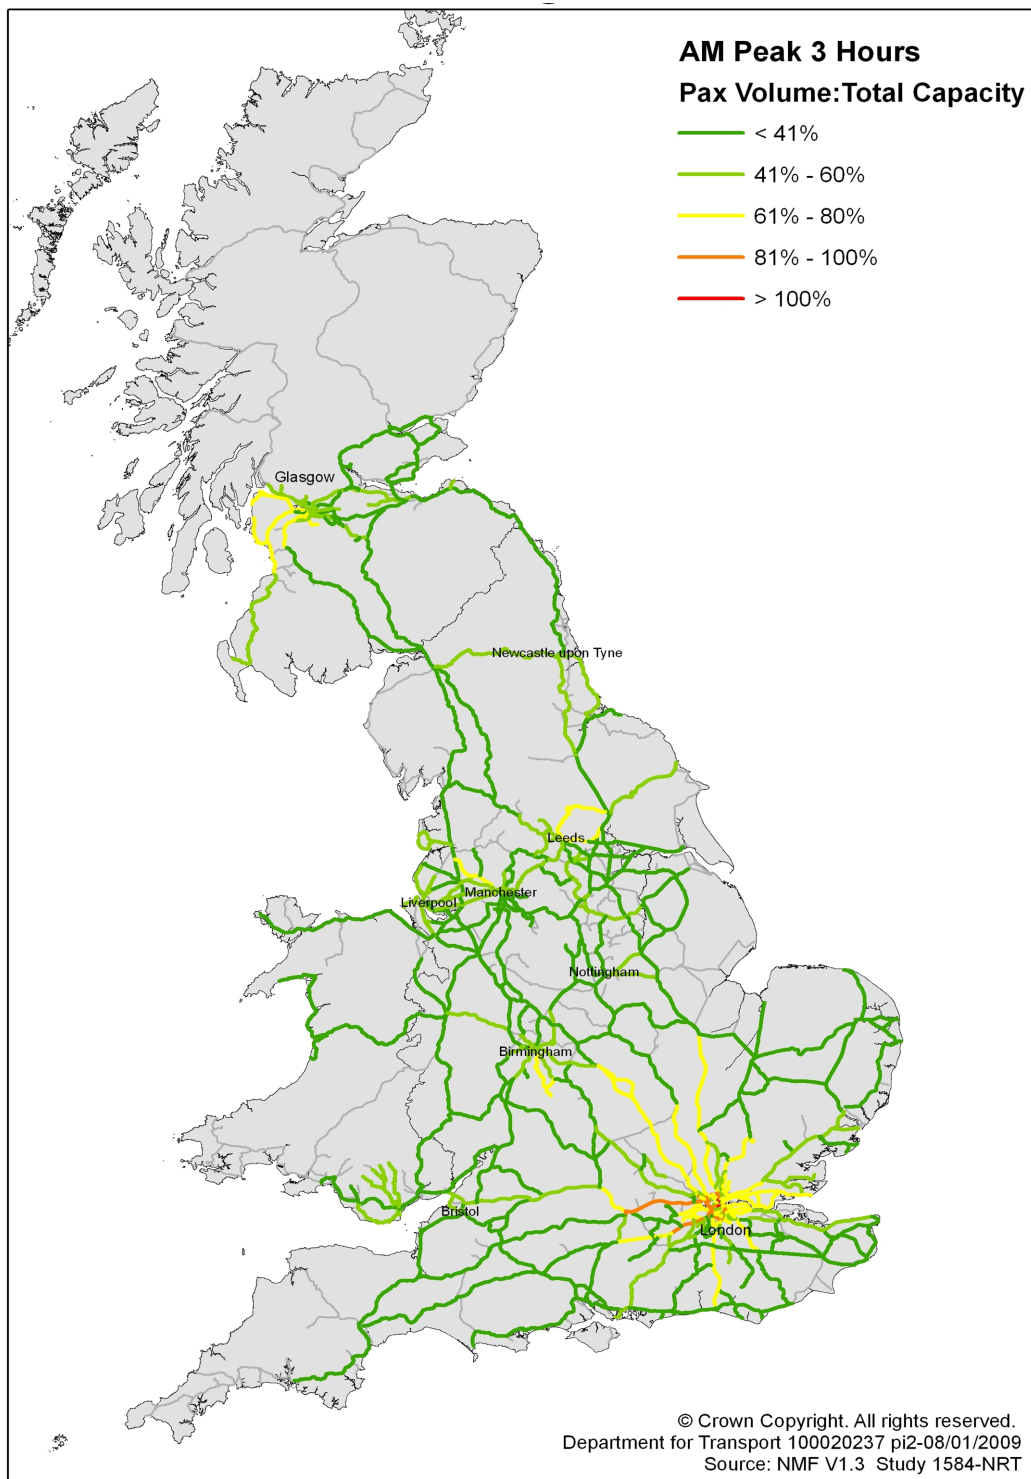 AM Peak 3 Hours
Pax Volume:Total Capacity
< 41%
41% - 60%
61% - 80%
81% - 100%
> 100%
Glasgow
Newcastle upon Tyne
Leeds
Manchester
Liverpool
Nottingham
Birmingham
Bristol
London
© Crown Copyright. All rights reserved.
Department for Transport 100020237 pi2-08/01/2009
Source: NMF V1.3 Study 1584-NRT